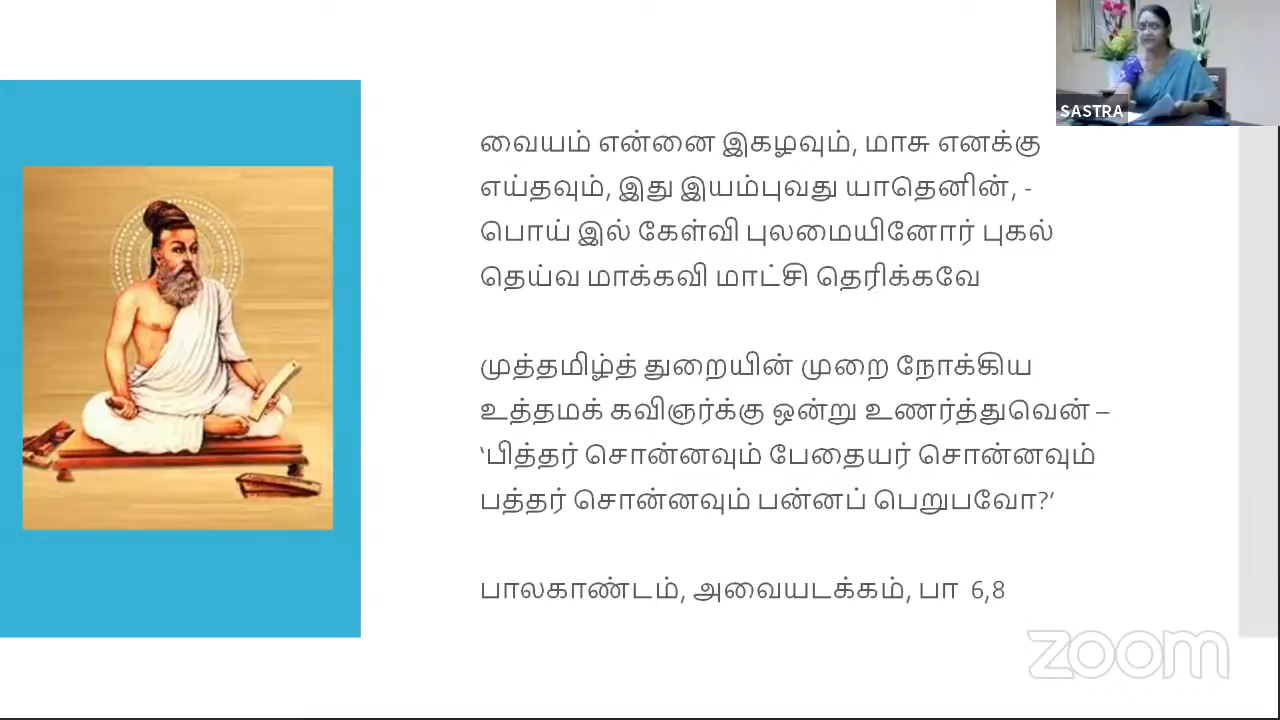 SASTRA
வையம் என்னை இகழவும், மாசு எனக்கு
எய்தவும், இது இயம்புவது யாதெனின், -
பொய் இல் கேள்வி புலமையினோர் புகல்
தெய்வ மாக்கவி மாட்சி தெரிக்கவே
முத்தமிழ்த் துறையின் முறை நோக்கிய
உத்தமக் கவிஞர்க்கு ஒன்று உணர்த்துவென் –
‘பித்தர் சொன்னவும் பேதையர் சொன்னவும்
பத்தர் சொன்னவும் பன்னப் பெறுபவோ?’
பாலகாண்டம், அவையடக்கம், பா 6,8
zoom